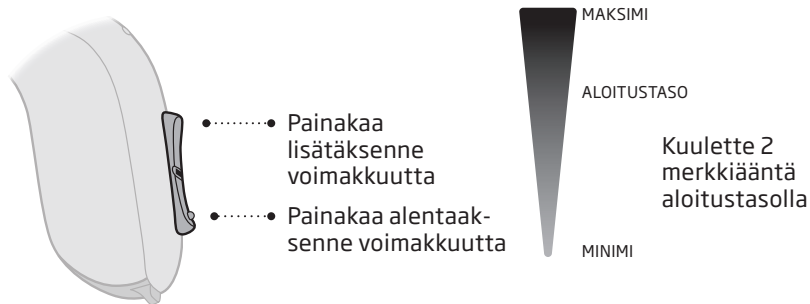 Painakaa
lisätäksenne
voimakkuutta
Painakaa alentaak-
senne voimakkuutta
MAKSIMI
ALOITUSTASO
MINIMI
Kuulette 2
merkkiääntä
aloitustasolla